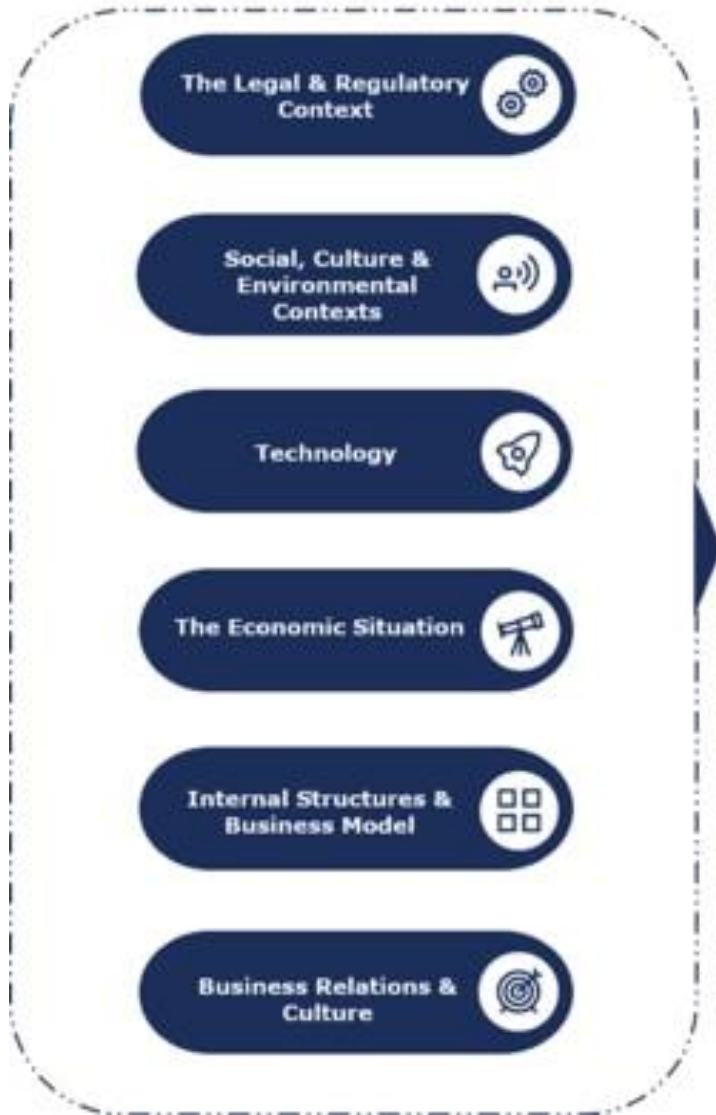 The Legal & Regulatory
Context
Social, Culture &
Environmental
Contexts
Technology
The Economic Situation
Internal Structures &
Business Model
Business Relations &
Culture